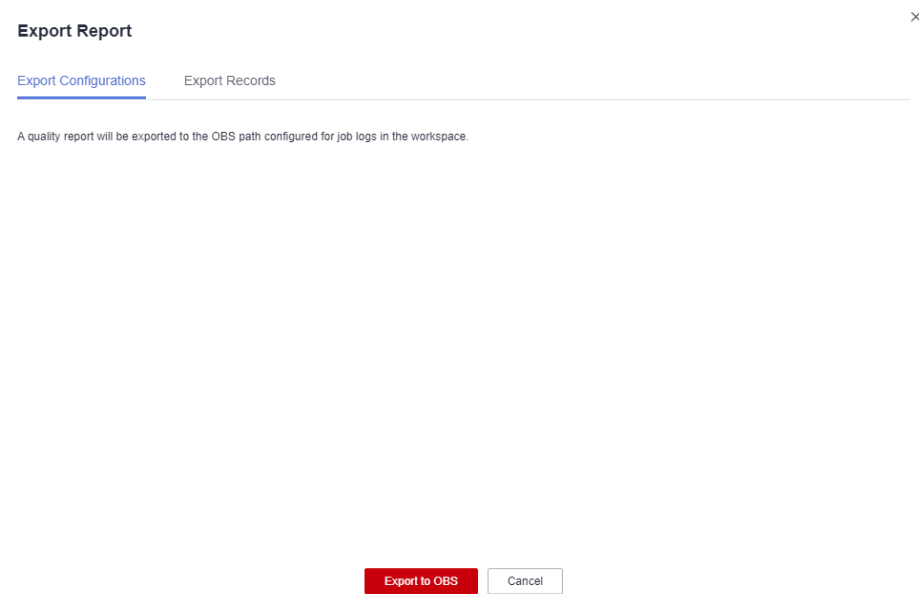 Export Report
Export Configurations Export Records
A quality report will be exported to the OBS path configured for job logs in the workspace.
Export to OBS Cancel